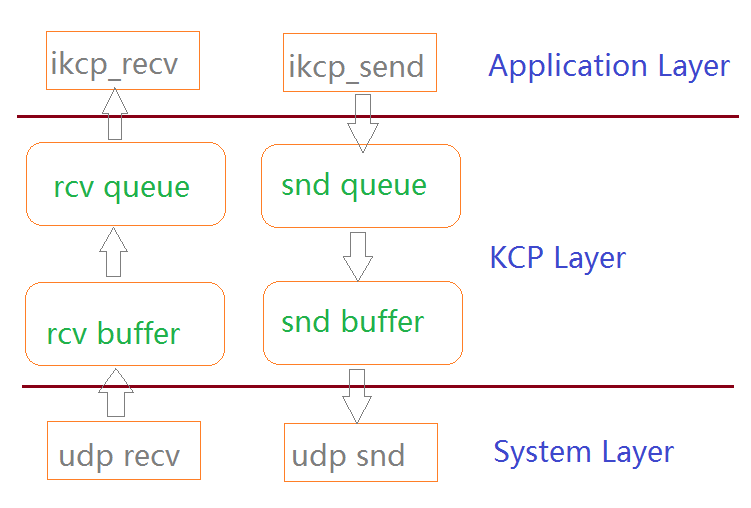 ikcp_recv
ikcp_send
Application Layer
rcv queue
snd queue
KCP Layer
rcv buffer
snd buffer
udp recv
udp snd
System Layer